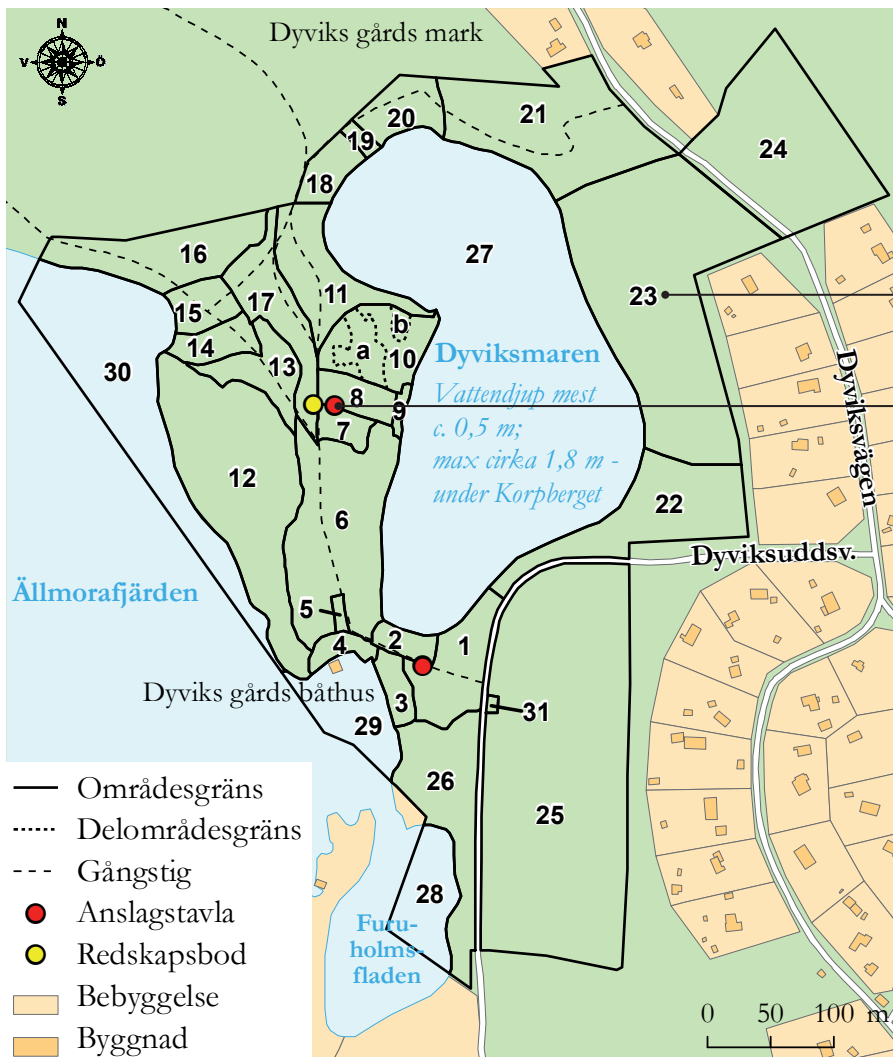 N
V
Ö
S
Dyviks gårds mark
21
20
19
24
18
16
27
17
11
23
15
b
a
30
10
14
13
Dyviksmaren
Vattendjup mest
c. 0,5 m;
max cirka 1,8 m -
under Korpberget
8
9
7
12
6
22
Dyviksvägen
Dyviksuddsv.
Ällmorafjärden
5
2
1
4
Dyviks gårds båthus
3
31
29
26
25
28
Furu-
holms-
fladen
Områdesgräns
Delområdesgräns
Gångstig
Anslagstavla
Redskapsbod
Bebyggelse
Byggnad
0 50 100 m